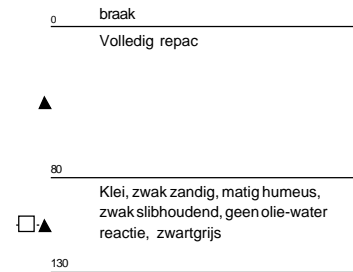 0 braak
Volledig repac
80
Klei, zwak zandig, matig humeus,
zwak slibhoudend, geen olie-water
reactie, zwartgrijs
130